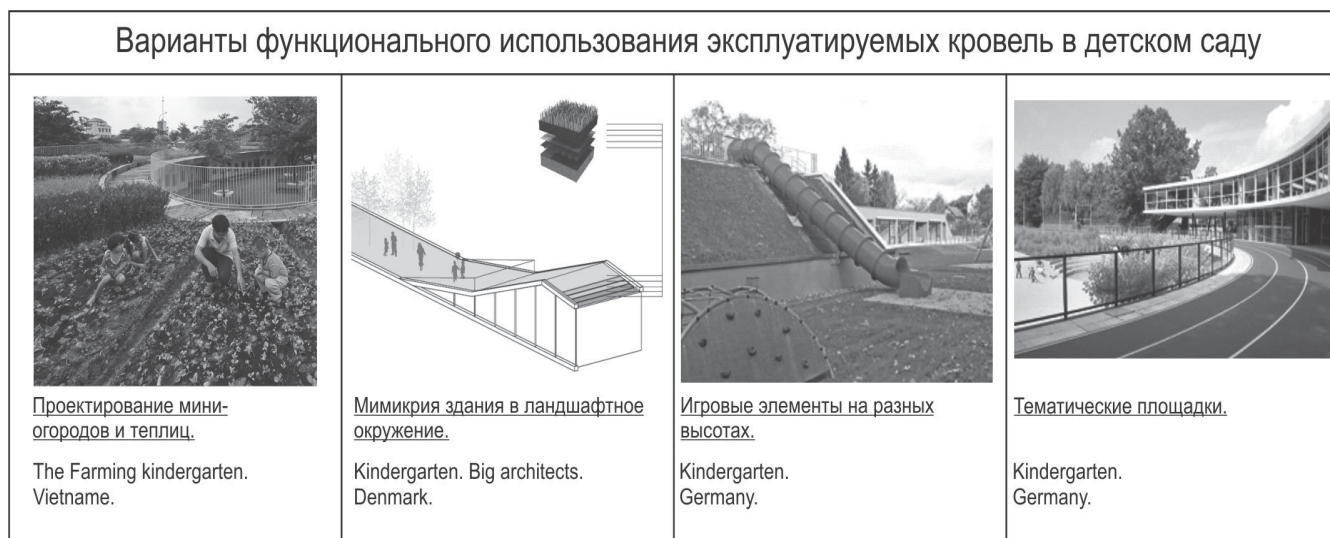 Варианты функционального использования эксплуатируемых кровель в детском саду
Проектирование мини-
огородов и теплиц.
The Farming kindergarten.
Vietname.
Мимикрия здания в ландшафтное
окружение.
Kindergarten. Big architects.
Denmark.
Игровые элементы на разных
высотах.
Kindergarten.
Germany.
Тематические площадки.
Kindergarten.
Germany.